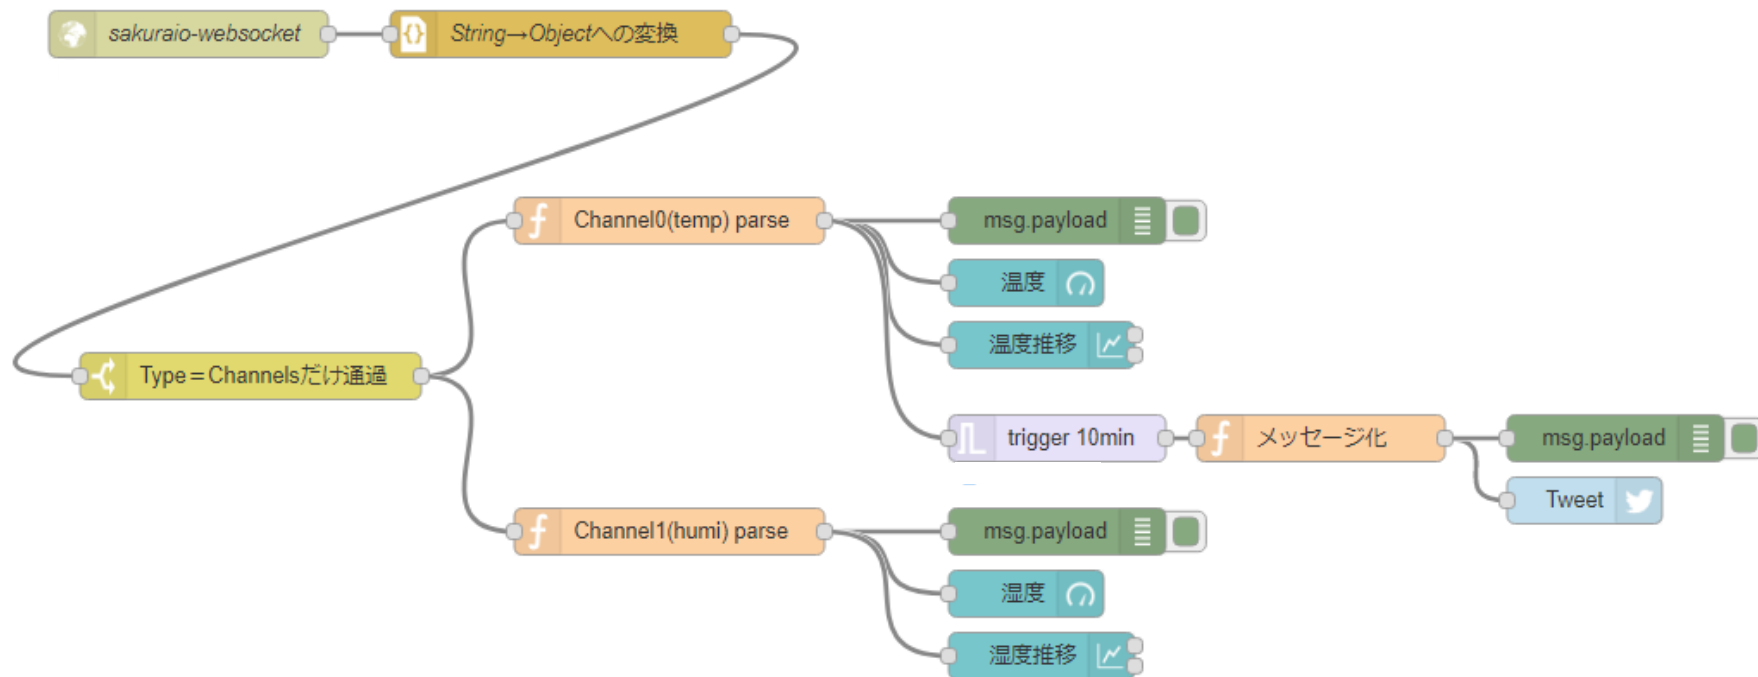 sakuraio-websocket
String→Objectへの変換
Channel0(temp) parse
msg.payload
温度
温度推移
Type＝Channelsだけ通過
trigger 10min
メッセージ化
msg.payload
Tweet
Channel1(humi) parse
msg.payload
湿度
湿度推移